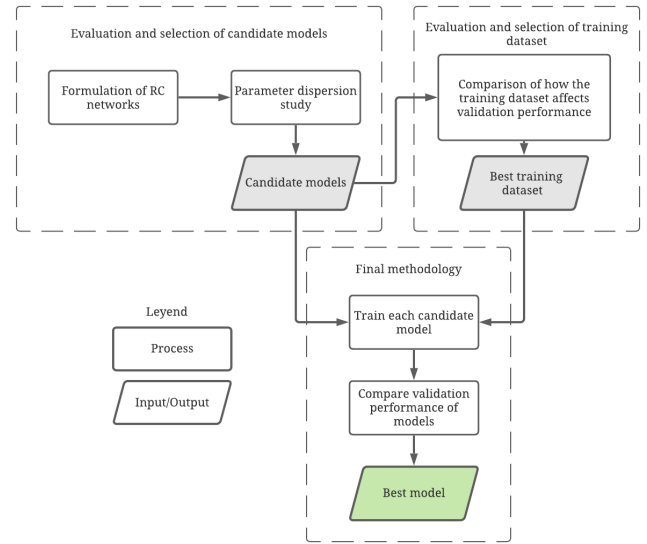 Evaluation and selection of candidate models
Formulation of RC
networks
Parameter dispersion
study
Candidate models
Evaluation and selection of training
dataset
Comparison of how the
training dataset affects
validation performance
Best training
dataset
Final methodology
Train each candidate
model
Compare validation
performance of
models
Best model
Leyend
Process
Input/Output